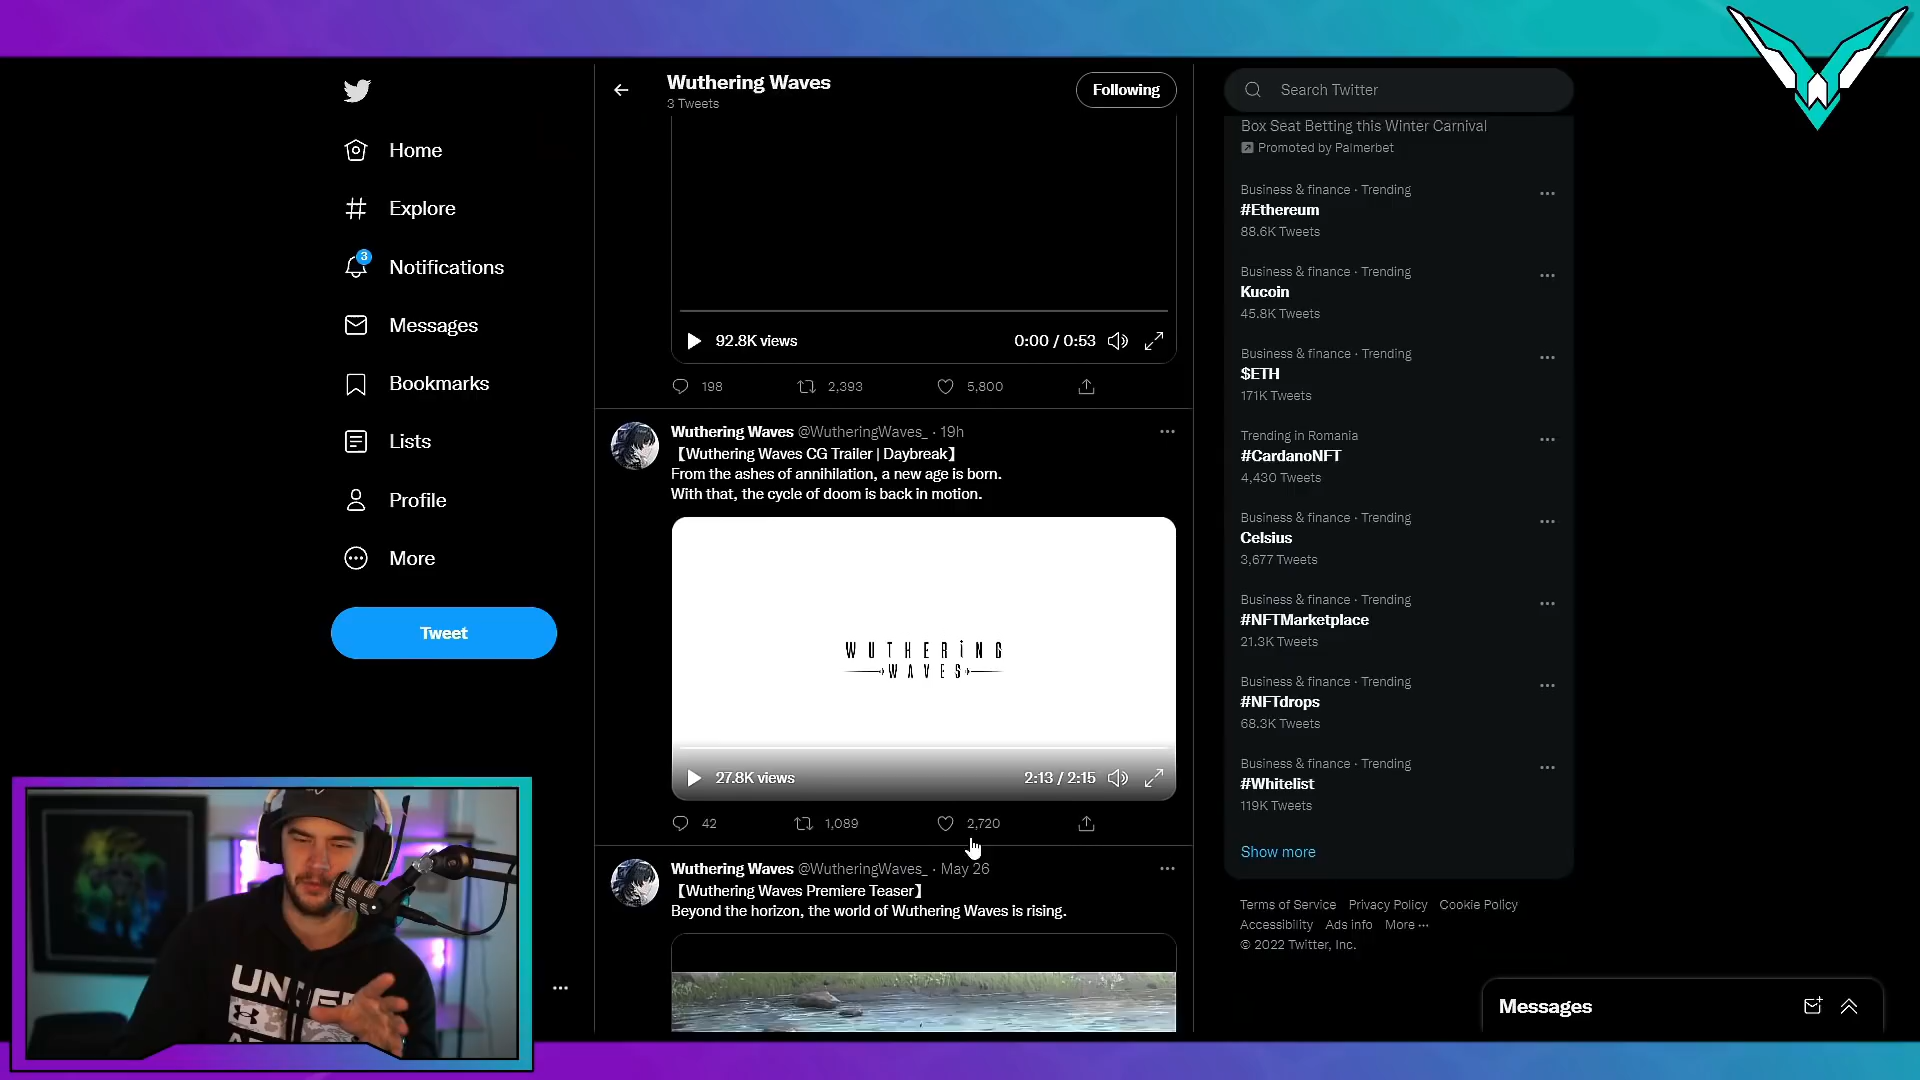 Home
Explore
3
Notifications
Messages
Bookmarks
Lists
Profile
More
Tweet
Wuthering Waves
3 Tweets
Following
92.8K views
0:00 / 0:53
198
2,393
5,800
Wuthering Waves @WutheringWaves_ · 19h
【Wuthering Waves CG Trailer | Daybreak】
From the ashes of annihilation, a new age is born.
With that, the cycle of doom is back in motion.
WUTHERiNG
WAVES
27.8K views
2:13 / 2:15
42
1,089
2,720
Wuthering Waves @WutheringWaves_ · May 26
【Wuthering Waves Premiere Teaser】
Beyond the horizon, the world of Wuthering Waves is rising.
Search Twitter
Box Seat Betting this Winter Carnival
Promoted by Palmerbet
Business & finance · Trending
#Ethereum
88.6K Tweets
Business & finance · Trending
Kucoin
45.8K Tweets
Business & finance · Trending
$ETH
171K Tweets
Trending in Romania
#CardanoNFT
4,430 Tweets
Business & finance · Trending
Celsius
3,677 Tweets
Business & finance · Trending
#NFTMarketplace
21.3K Tweets
Business & finance · Trending
#NFTdrops
68.3K Tweets
Business & finance · Trending
#Whitelist
119K Tweets
Show more
Terms of Service Privacy Policy Cookie Policy
Accessibility Ads info More ···
© 2022 Twitter, Inc.
Messages